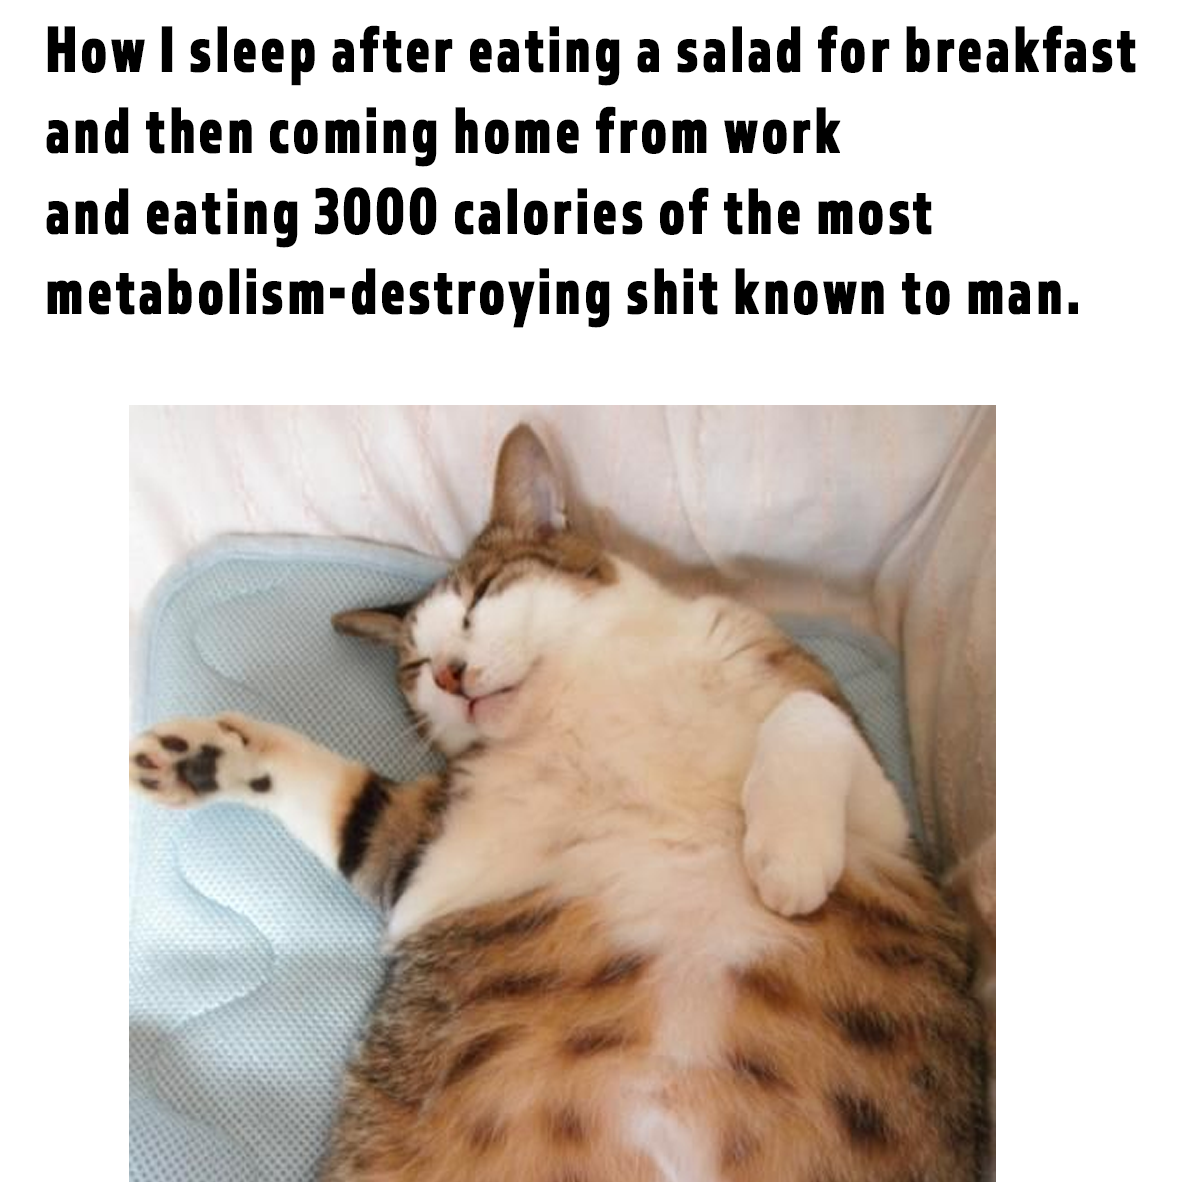 How I sleep after eating a salad for breakfast
and then coming home from work
and eating 3000 calories of the most
metabolism-destroying shit known to man.